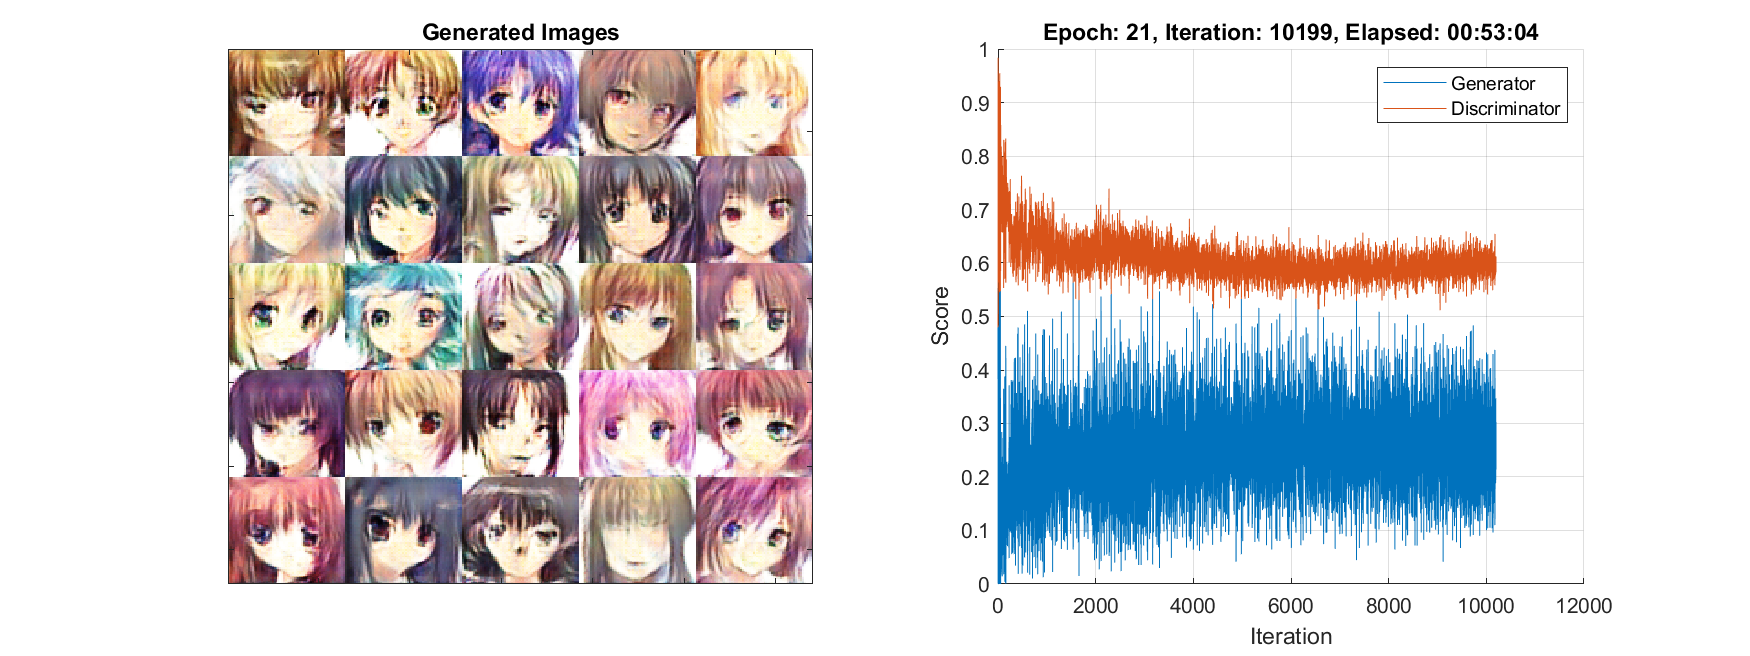 Generated Images
Epoch: 21, Iteration: 10199, Elapsed: 00:53:04
1
0.9
0.8
0.7
0.6
0.5
0.4
0.3
0.2
0.1
0
Score
Generator
Discriminator
0 2000 4000 6000 8000 10000 12000
Iteration